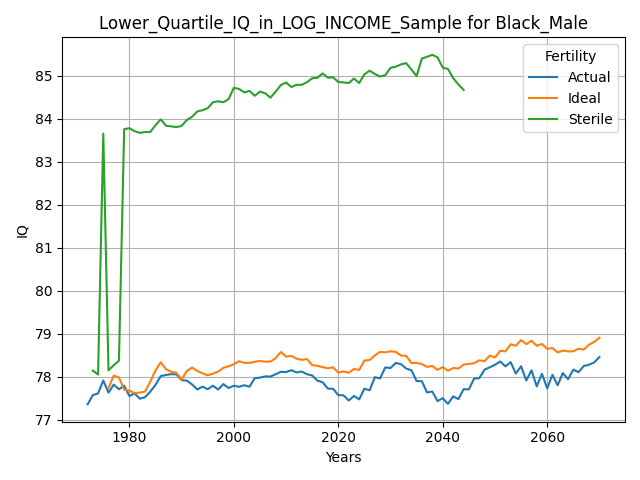 Lower_Quartile_IQ_in_LOG_INCOME_Sample for Black_Male
Fertility
Actual
Ideal
Sterile
IQ
85
84
83
82
81
80
79
78
77
1980
2000
2020
2040
2060
Years